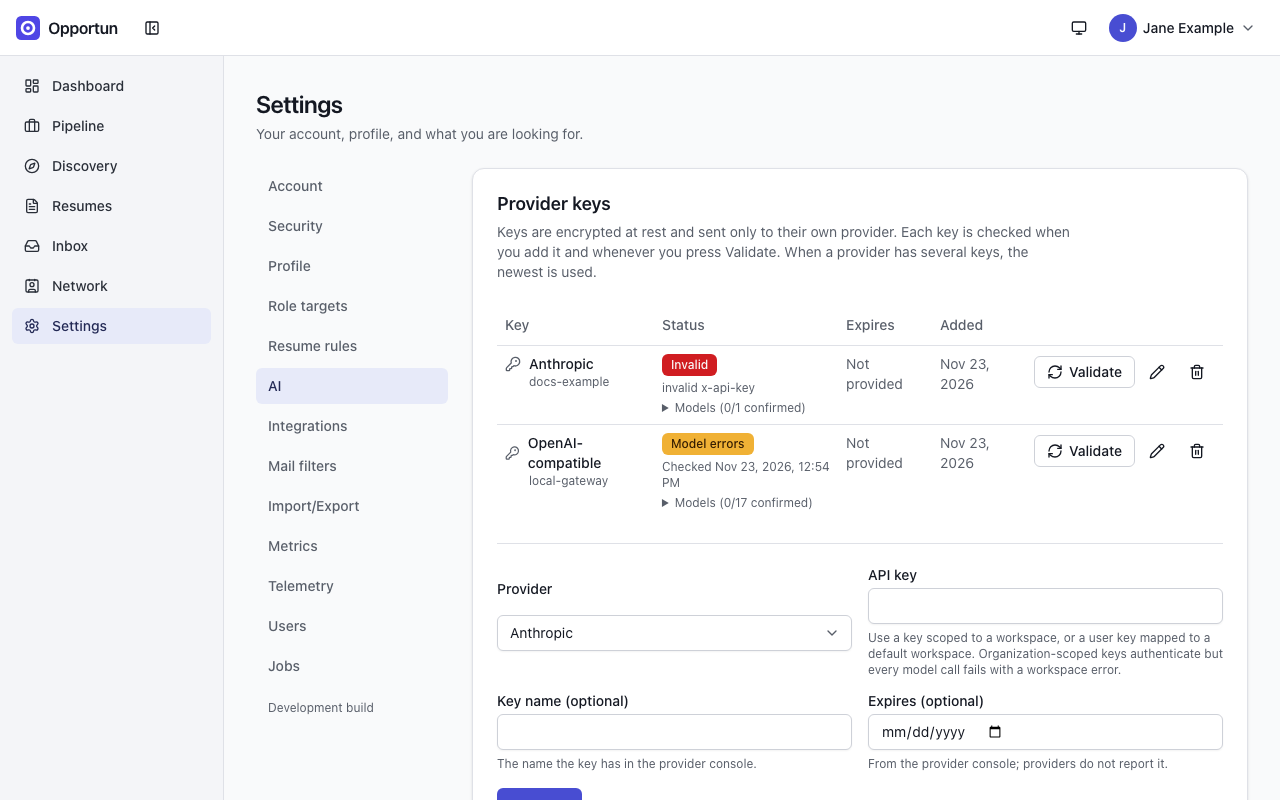 Opportun
J
Jane Example
Dashboard
Pipeline
Discovery
Resumes
Inbox
Network
Settings
Settings
Your account, profile, and what you are looking for.
Account
Security
Profile
Role targets
Resume rules
AI
Integrations
Mail filters
Import/Export
Metrics
Telemetry
Users
Jobs
Development build
Provider keys
Keys are encrypted at rest and sent only to their own provider. Each key is checked when
you add it and whenever you press Validate. When a provider has several keys, the
newest is used.
Key Status Expires Added
Anthropic
docs-example
Invalid
invalid x-api-key
Models (0/1 confirmed)
Not
provided
Nov 23,
2026
Validate
OpenAI-
compatible
local-gateway
Model errors
Checked Nov 23, 2026, 12:54
PM
Models (0/17 confirmed)
Not
provided
Nov 23,
2026
Validate
Provider
Anthropic
API key
Use a key scoped to a workspace, or a user key mapped to a
default workspace. Organization-scoped keys authenticate but
every model call fails with a workspace error.
Key name (optional)
The name the key has in the provider console.
Expires (optional)
mm/dd/yyyy
From the provider console; providers do not report it.